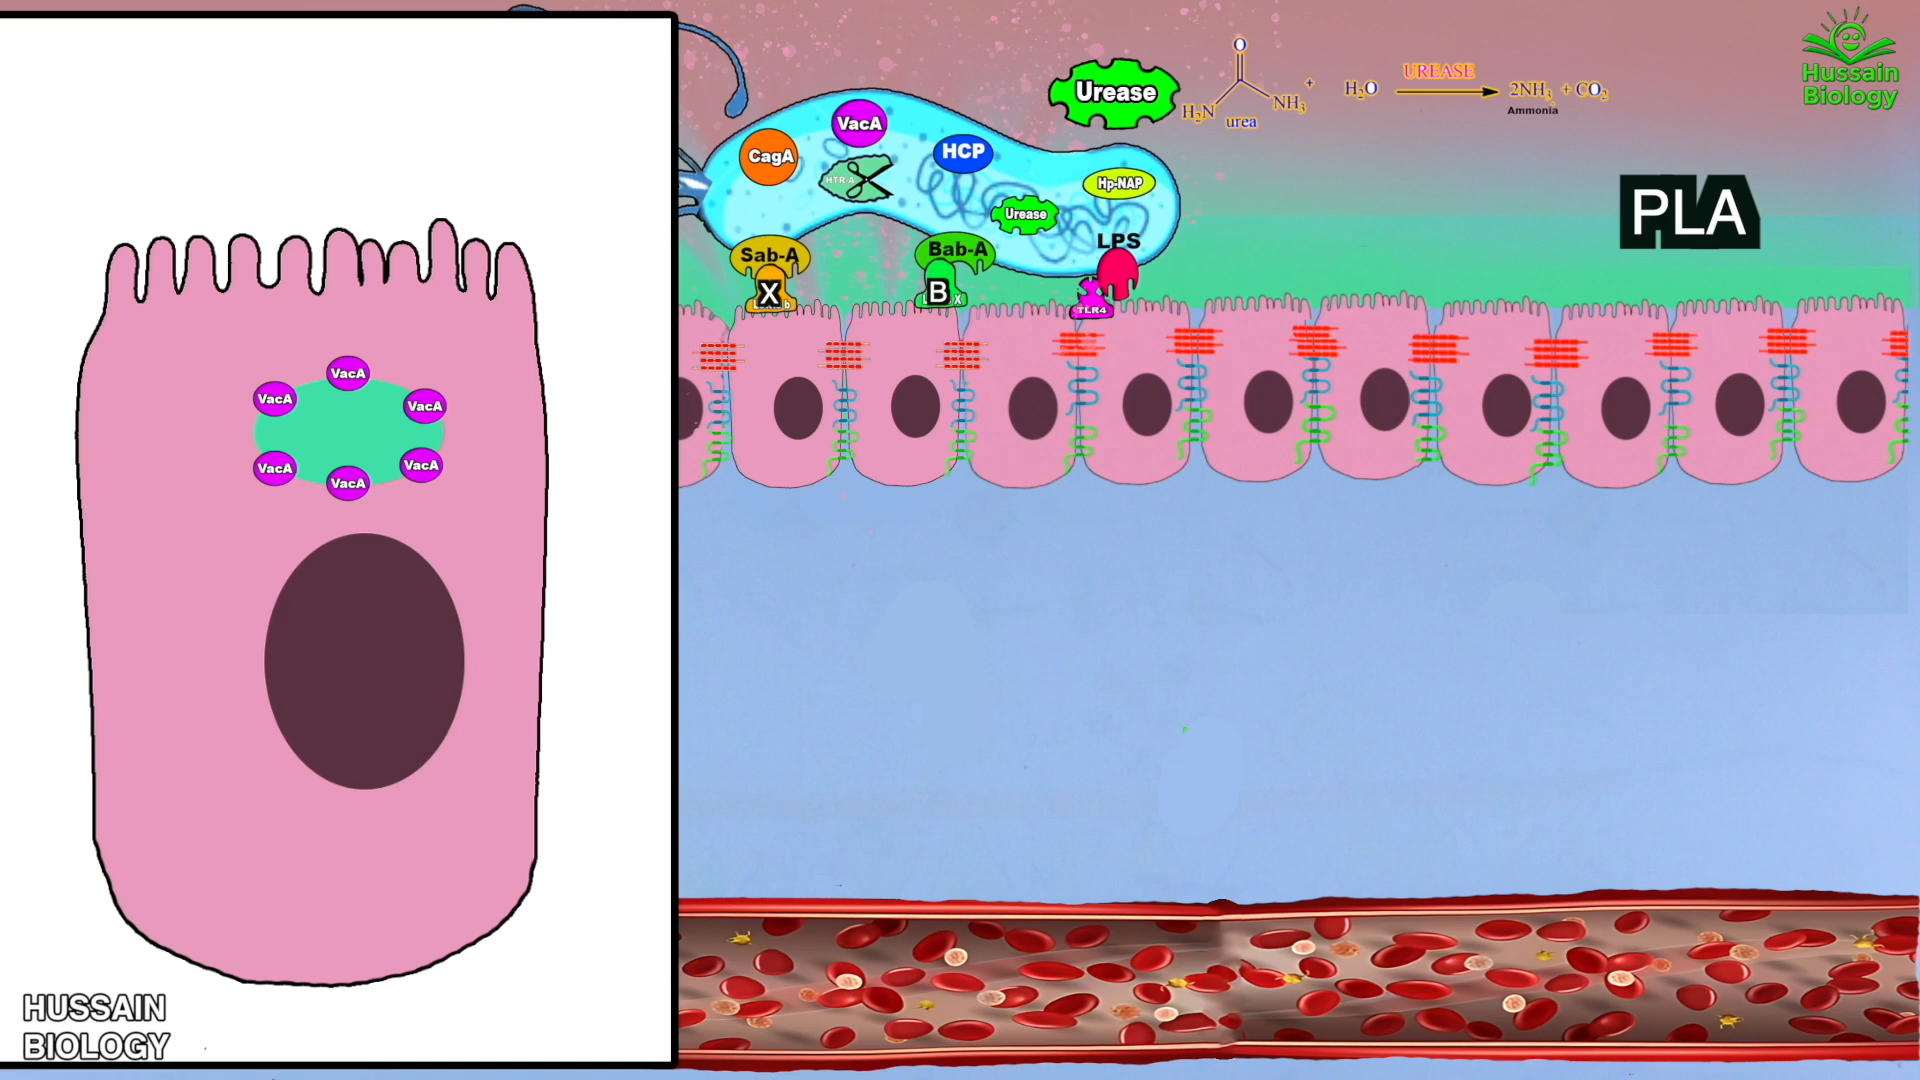 VacA
VacA
VacA
VacA
VacA
VacA
HUSSAIN
BIOLOGY
CagA
VacA
HTR-A
HCP
Urease
Hp-NAP
LPS
Sab-A
X
b
Bab-A
B
X
TLR4
Urease
O
H₂N
NH₃
urea
+
H₂O
UREASE
2NH₃ + CO₂
Ammonia
PLA
Hussain
Biology